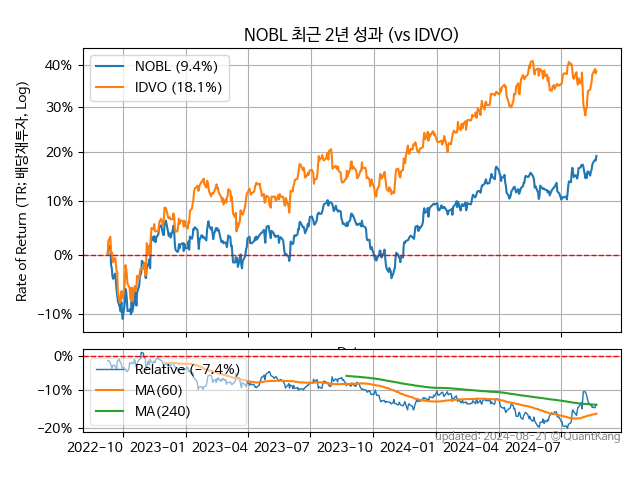 NOBL 최근 2년 성과 (vs IDVO)
Rate of Return (TR: 배당재투자, Log)
40%
30%
20%
10%
0%
−10%
NOBL (9.4%)
IDVO (18.1%)
0%
−10%
−20%
Relative (−7.4%)
MA(60)
MA(240)
2022−10
2023−01
2023−04
2023−07
2023−10
2024−01
2024−04
2024−07
updated: 2024−08−21 © QuantKang